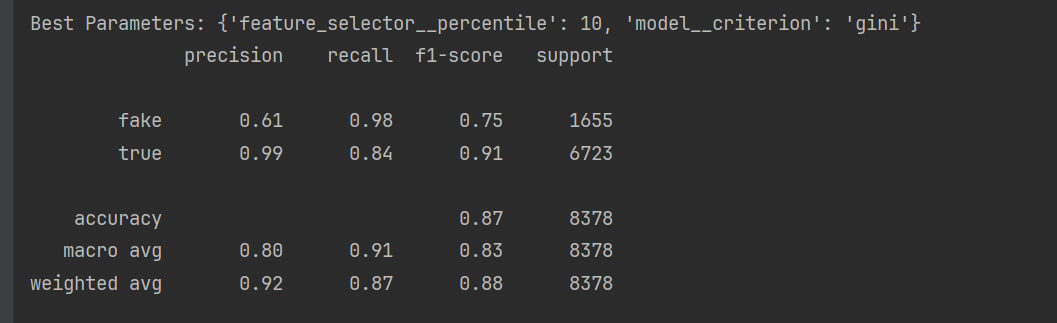 Best Parameters: {'feature_selector__percentile': 10, 'model__criterion': 'gini'}
precision recall f1-score support
fake 0.61 0.98 0.75 1655
true 0.99 0.84 0.91 6723
accuracy 0.87 8378
macro avg 0.80 0.91 0.83 8378
weighted avg 0.92 0.87 0.88 8378